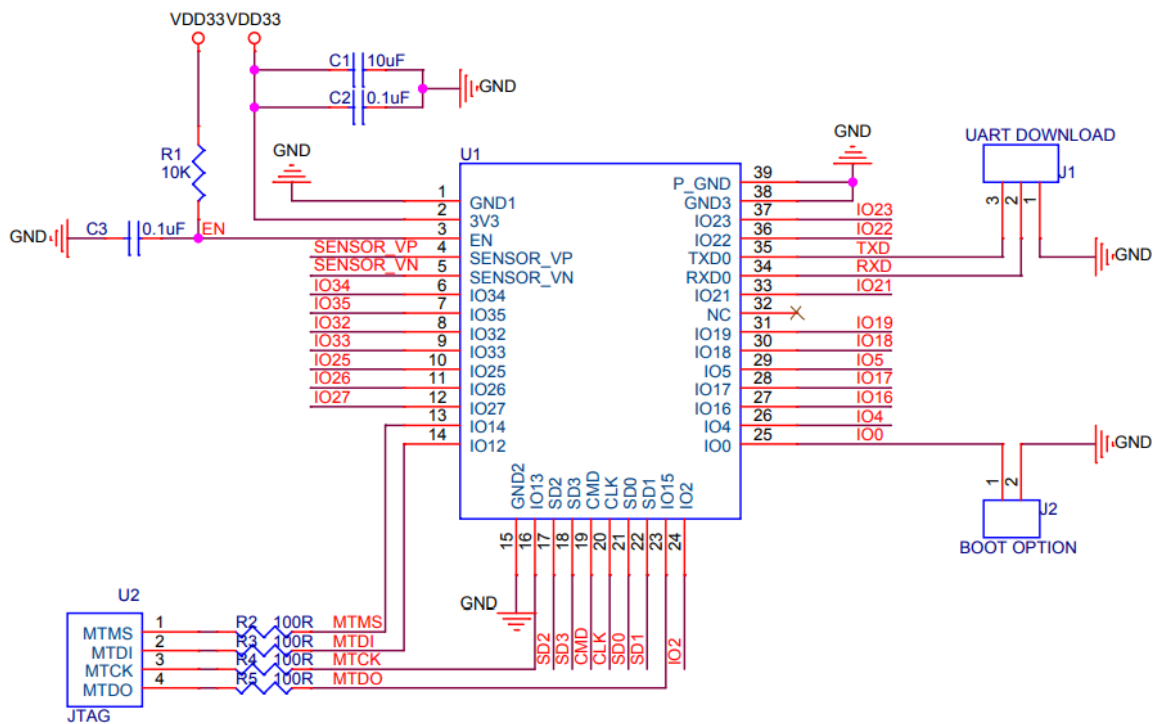 VDD33 VDD33
C1 10uF
C2 0.1uF
GND
R1
10K
GND
C3 0.1uF EN
GND
UART DOWNLOAD
J1
3 2 1
GND
U1
1 GND1
2 3V3
3 EN
SENSOR_VP 4 SENSOR_VP
SENSOR_VN 5 SENSOR_VN
IO34 6 IO34
IO35 7 IO35
IO32 8 IO32
IO33 9 IO33
IO25 10 IO25
IO26 11 IO26
IO27 12 IO27
13 IO14
14 IO12
P_GND 39
GND3 38
IO23 37 IO23
IO22 36 IO22
TXD0 35 TXD
RXD0 34 RXD
IO21 33 IO21
NC 32
IO19 31 IO19
IO18 30 IO18
IO5 29 IO5
IO17 28 IO17
IO16 27 IO16
IO4 26 IO4
IO0 25 IO0
GND
GND
1 2
J2
BOOT OPTION
GND2 IO13 SD2 SD3 CMD CLK SD0 SD1 IO15 IO2
15 16 17 18 19 20 21 22 23 24
GND
SD2 SD3 CMD CLK SD0 SD1 IO2
U2
MTMS 1 R2 100R MTMS
MTDI 2 R3 100R MTDI
MTCK 3 R4 100R MTCK
MTDO 4 R5 100R MTDO
JTAG